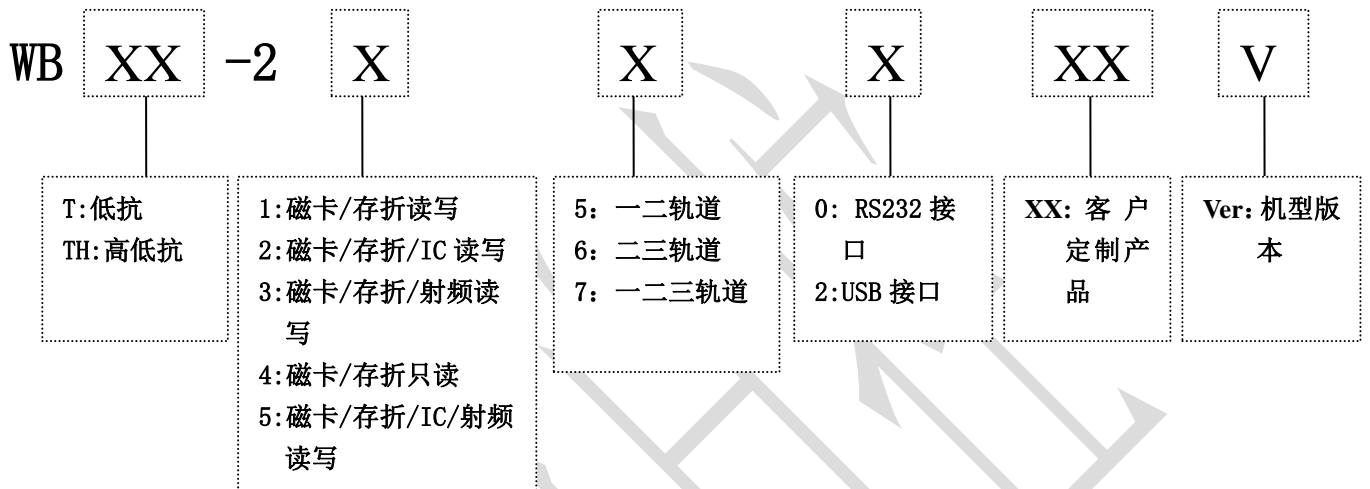 WB XX -2 X X X XX V
T:低抗
TH:高低抗
1:磁卡/存折读写
2:磁卡/存折/IC 读写
3:磁卡/存折/射频读
写
4:磁卡/存折只读
5:磁卡/存折/IC/射频
读写
5: 一二轨道
6: 二三轨道
7: 一二三轨道
0: RS232 接
口
2:USB 接口
XX: 客 户
定制产
品
Ver: 机型版
本